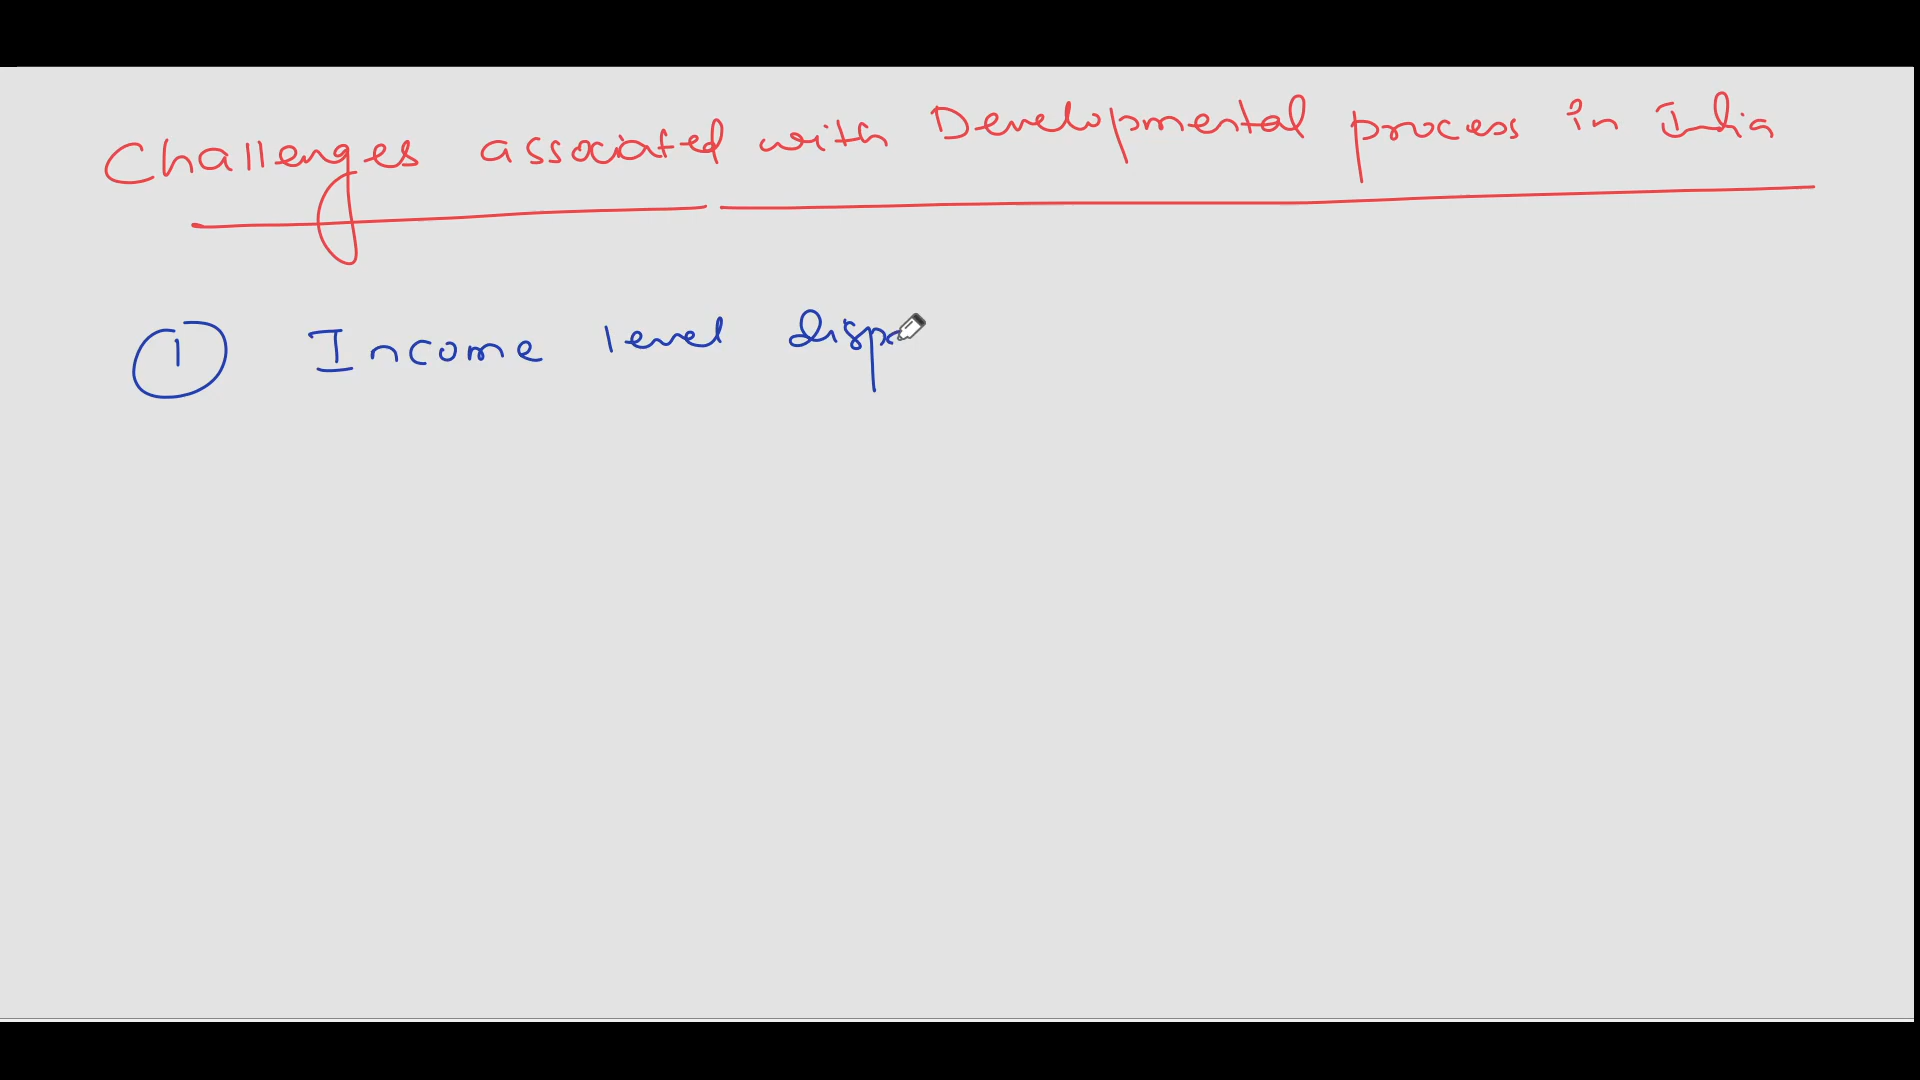 Challenges associated with Developmental process in India
① Income level disp